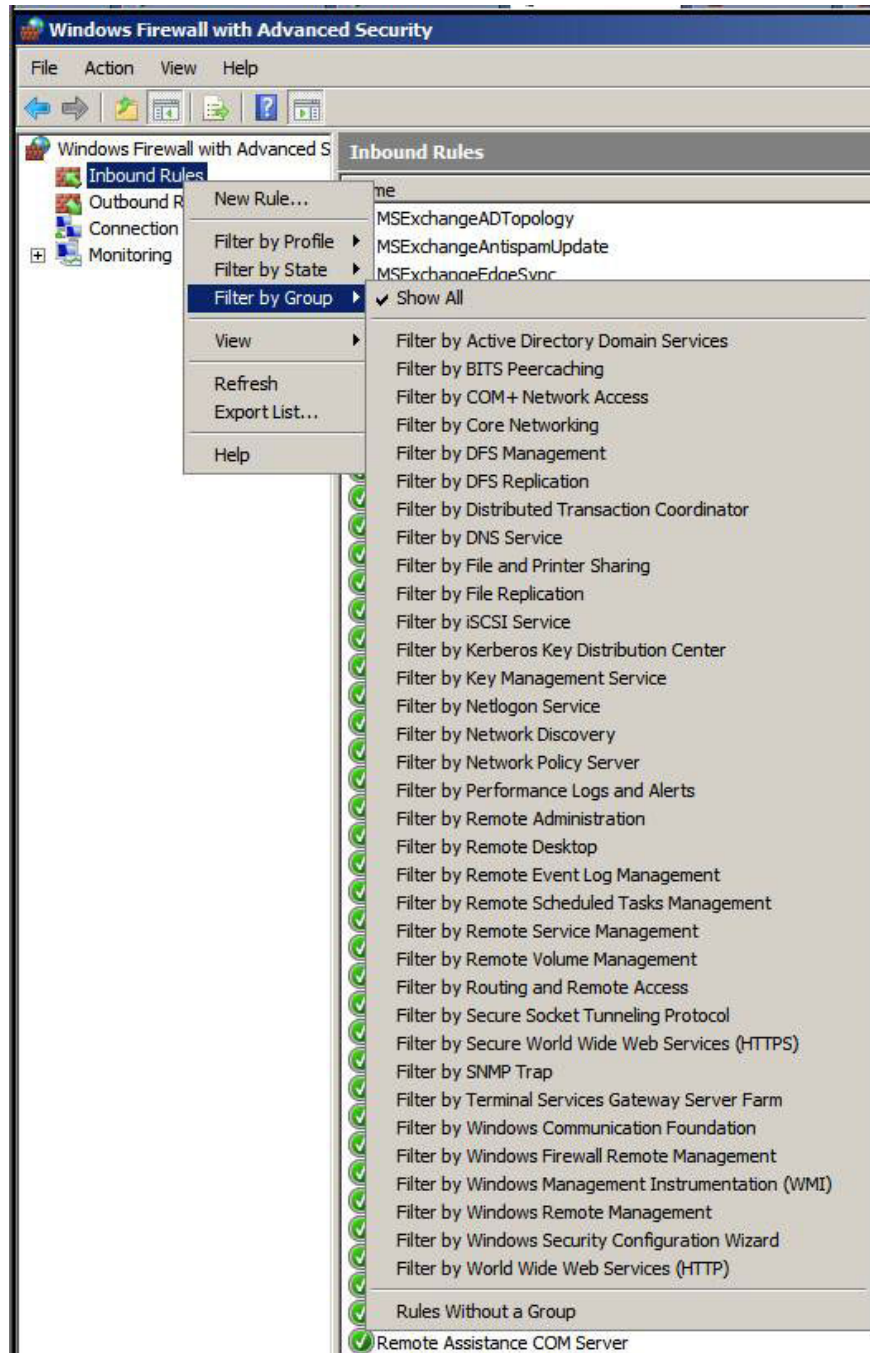 Windows Firewall with Advanced Security
File Action View Help
Windows Firewall with Advanced S
Inbound Rules
Inbound Rules
Outbound R
Connection
Monitoring
me
MSExchangeADTopology
MSExchangeAntispamUpdate
MSExchangeEdgeSync
New Rule...
Filter by Profile
Filter by State
Filter by Group
View
Refresh
Export List...
Help
Show All
Filter by Active Directory Domain Services
Filter by BITS Peercaching
Filter by COM+ Network Access
Filter by Core Networking
Filter by DFS Management
Filter by DFS Replication
Filter by Distributed Transaction Coordinator
Filter by DNS Service
Filter by File and Printer Sharing
Filter by File Replication
Filter by iSCSI Service
Filter by Kerberos Key Distribution Center
Filter by Key Management Service
Filter by Netlogon Service
Filter by Network Discovery
Filter by Network Policy Server
Filter by Performance Logs and Alerts
Filter by Remote Administration
Filter by Remote Desktop
Filter by Remote Event Log Management
Filter by Remote Scheduled Tasks Management
Filter by Remote Service Management
Filter by Remote Volume Management
Filter by Routing and Remote Access
Filter by Secure Socket Tunneling Protocol
Filter by Secure World Wide Web Services (HTTPS)
Filter by SNMP Trap
Filter by Terminal Services Gateway Server Farm
Filter by Windows Communication Foundation
Filter by Windows Firewall Remote Management
Filter by Windows Management Instrumentation (WMI)
Filter by Windows Remote Management
Filter by Windows Security Configuration Wizard
Filter by World Wide Web Services (HTTP)
Rules Without a Group
Remote Assistance COM Server